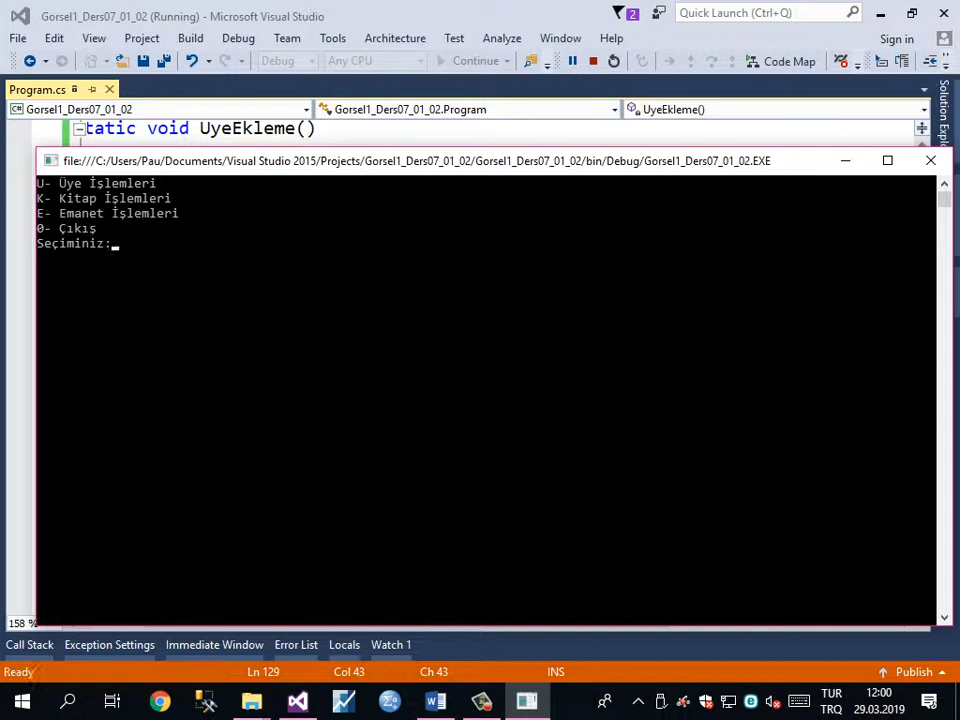 Gorsel1_Ders07_01_02 (Running) - Microsoft Visual Studio
2
Quick Launch (Ctrl+Q)
File Edit View Project Build Debug Team Tools Architecture Test Analyze Window Help
Sign in
Debug Any CPU Continue Code Map
Program.cs
Gorsel1_Ders07_01_02 Gorsel1_Ders07_01_02.Program UyeEkleme()
Solution Explo
tatic void UyeEkleme()
file:///C:/Users/Pau/Documents/Visual Studio 2015/Projects/Gorsel1_Ders07_01_02/Gorsel1_Ders07_01_02/bin/Debug/Gorsel1_Ders07_01_02.EXE
U- Üye İşlemleri
K- Kitap İşlemleri
E- Emanet İşlemleri
0- Çıkış
Seçiminiz:
158 %
Call Stack Exception Settings Immediate Window Error List Locals Watch 1
Ready Ln 129 Col 43 Ch 43 INS Publish
TUR 12:00
TRQ 29.03.2019